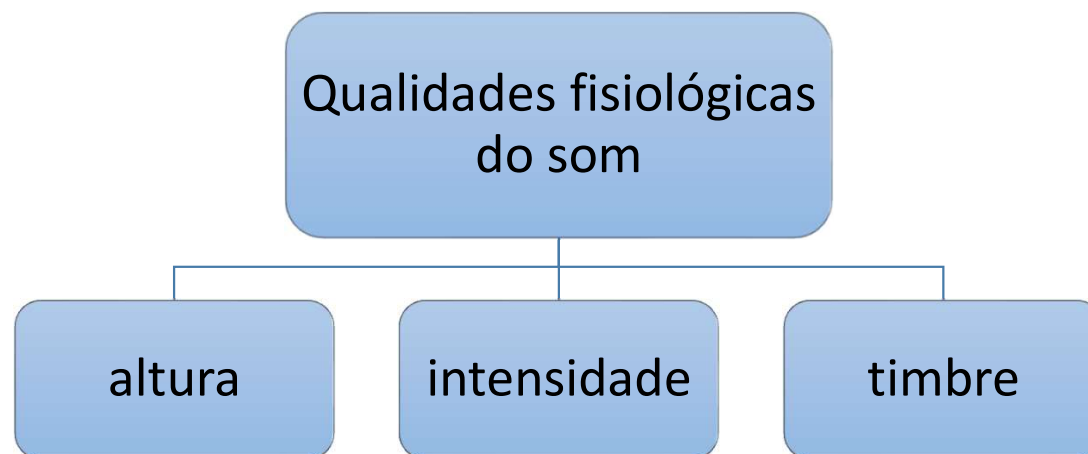 Qualidades fisiológicas
do som
altura
intensidade
timbre